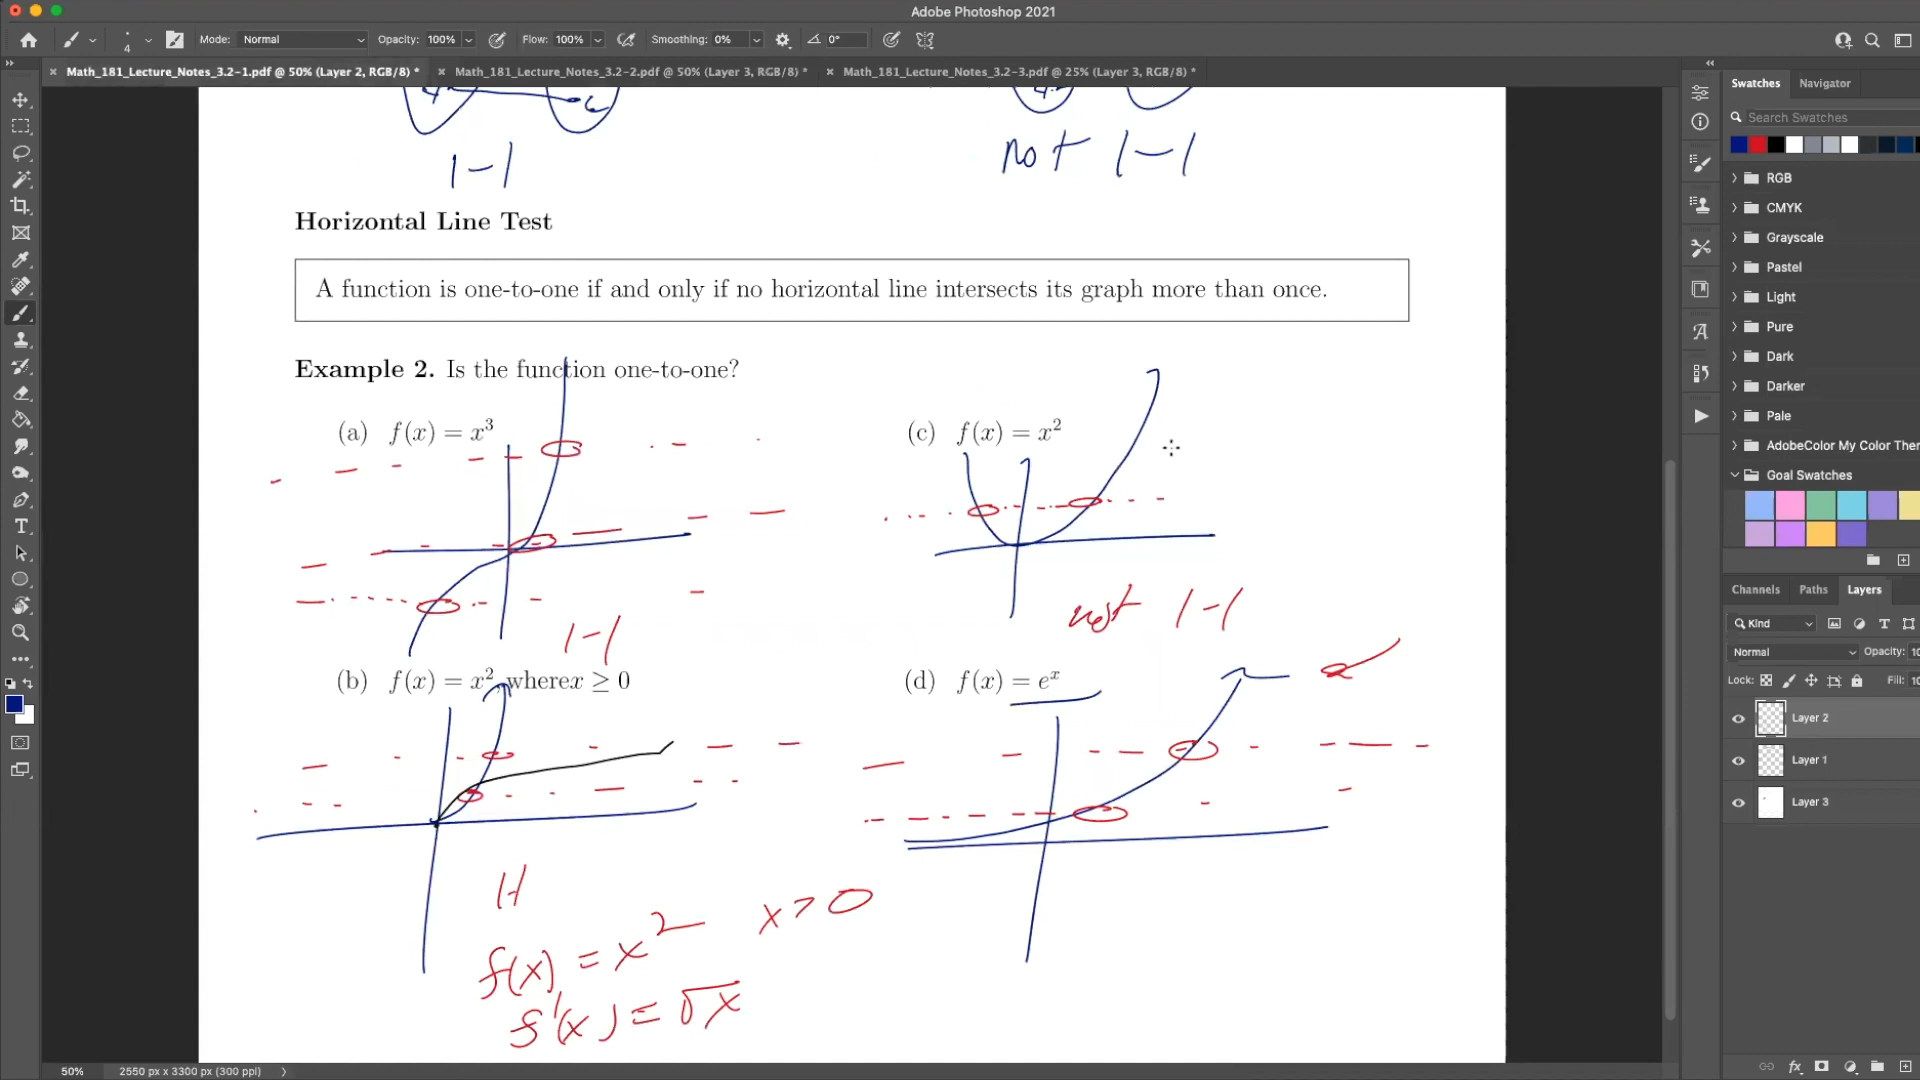 Adobe Photoshop 2021
4 Mode: Normal Opacity: 100% Flow: 100% Smoothing: 0% 0°
Math_181_Lecture_Notes_3.2-1.pdf @ 50% (Layer 2, RGB/8) * Math_181_Lecture_Notes_3.2-2.pdf @ 50% (Layer 3, RGB/8) * Math_181_Lecture_Notes_3.2-3.pdf @ 25% (Layer 3, RGB/8) *
1-1
not 1-1
Horizontal Line Test
A function is one-to-one if and only if no horizontal line intersects its graph more than once.
Example 2. Is the function one-to-one?
(a) f(x) = x³
1-1
(c) f(x) = x²
not 1-1
(b) f(x) = x², wherex ≥ 0
1-1
f(x) = x² x > 0
f⁻¹(x) = √x
(d) f(x) = eˣ
Swatches Navigator
Search Swatches
RGB
CMYK
Grayscale
Pastel
Light
Pure
Dark
Darker
Pale
AdobeColor My Color Ther
Goal Swatches
Channels Paths Layers
Kind
Normal Opacity: 10
Lock: Fill: 10
Layer 2
Layer 1
Layer 3
fx
50% 2550 px x 3300 px (300 ppi)